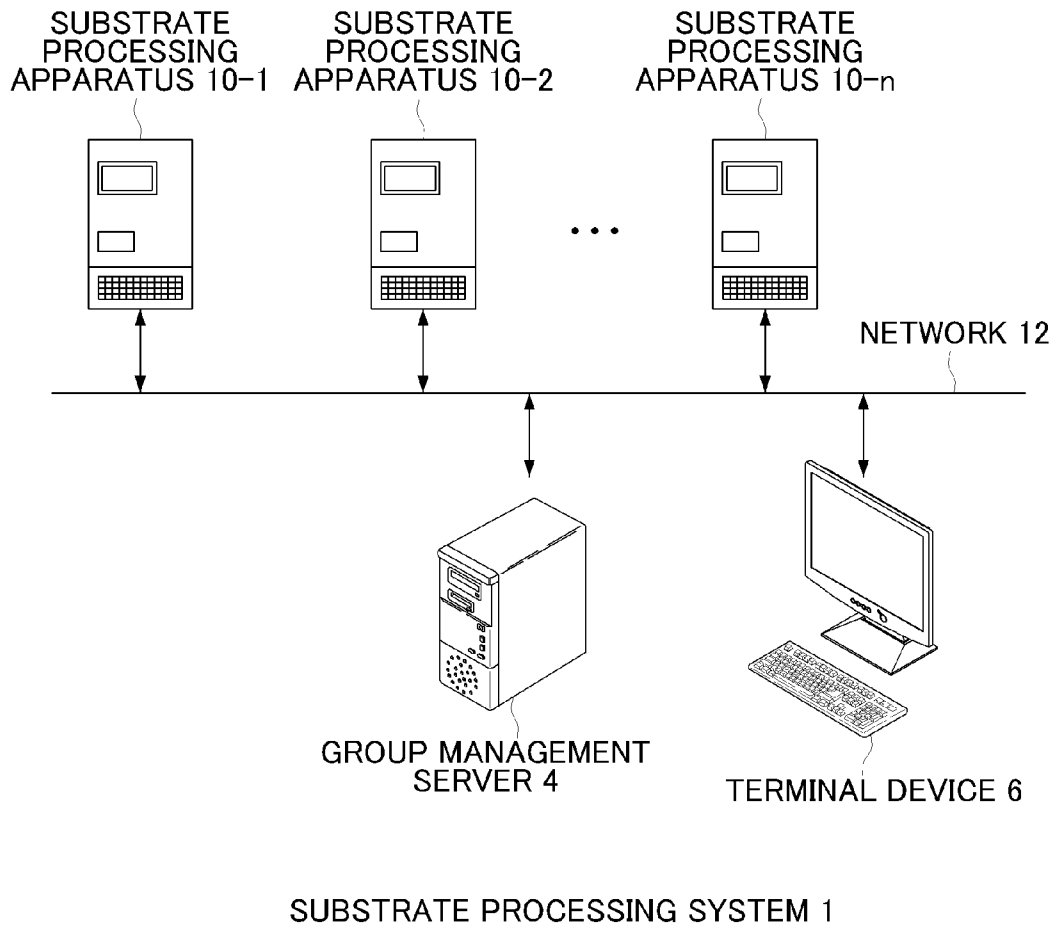 SUBSTRATE
PROCESSING
APPARATUS 10-1
SUBSTRATE
PROCESSING
APPARATUS 10-2
SUBSTRATE
PROCESSING
APPARATUS 10-n
NETWORK 12
GROUP MANAGEMENT
SERVER 4
TERMINAL DEVICE 6
SUBSTRATE PROCESSING SYSTEM 1